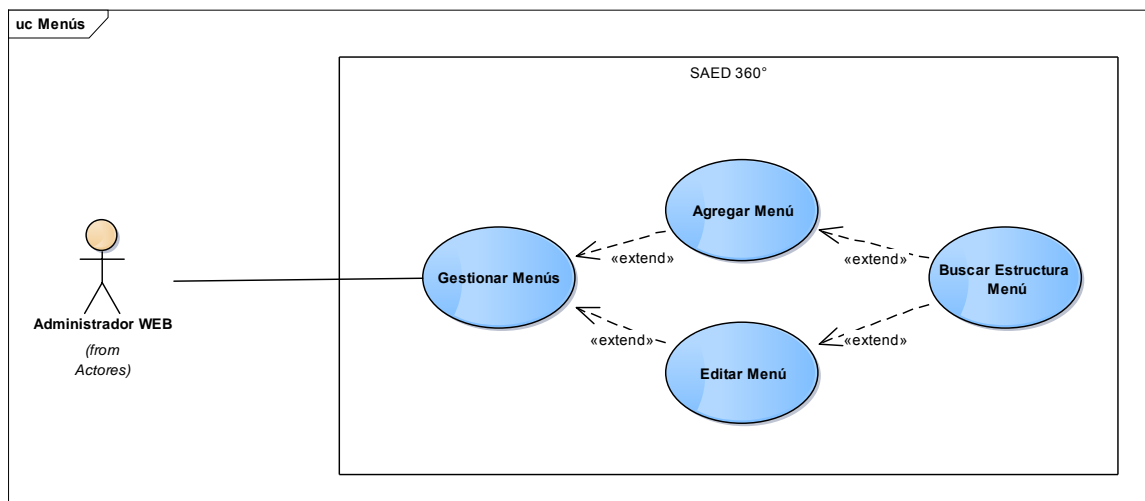 uc Menús
SAED 360°
Agregar Menú
«extend»
«extend»
Gestionar Menús
Buscar Estructura
Menú
Administrador WEB
(from
Actores)
«extend»
«extend»
Editar Menú